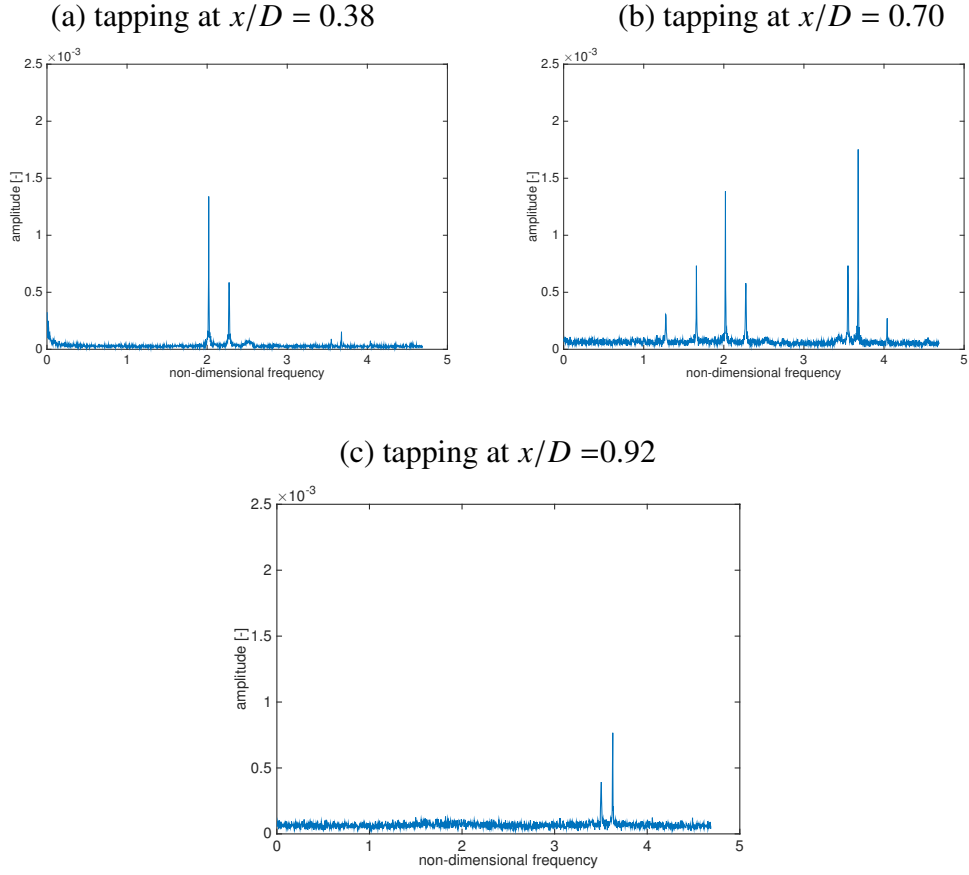 (a) tapping at x/D = 0.38
×10-3
2.5
2
1.5
1
0.5
0
amplitude [-]
0 1 2 3 4 5
non-dimensional frequency
(b) tapping at x/D = 0.70
×10-3
2.5
2
1.5
1
0.5
0
amplitude [-]
0 1 2 3 4 5
non-dimensional frequency
(c) tapping at x/D =0.92
×10-3
2.5
2
1.5
1
0.5
0
amplitude [-]
0 1 2 3 4 5
non-dimensional frequency